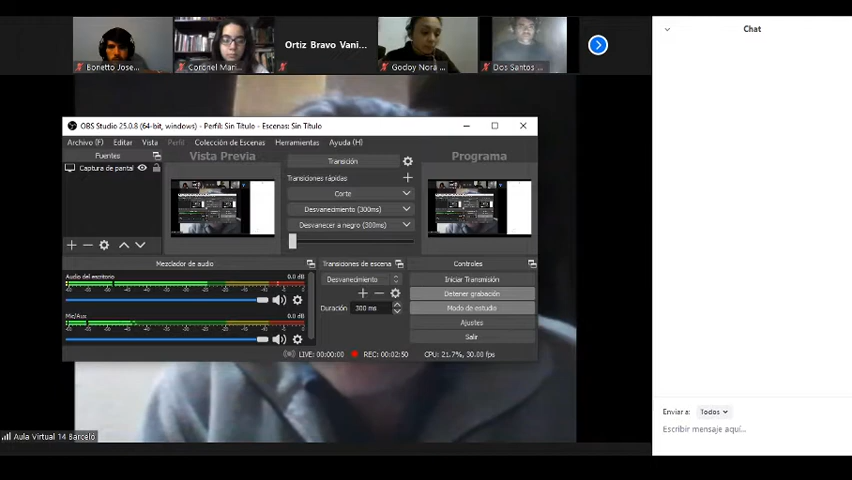 Ortiz Bravo Vani...
Chat
Bonetto Jose...
Coronel Mari...
Godoy Nora ...
Dos Santos ...
OBS Studio 25.0.8 (64-bit, windows) - Perfil: Sin Título - Escenas: Sin Título
Archivo (F) Editar Vista Perfil Colección de Escenas Herramientas Ayuda (H)
Fuentes
Vista Previa
Transición
Programa
Captura de pantal
Transiciones rápidas
Corte
Desvanecimiento (300ms)
Desvanecer a negro (300ms)
Mezclador de audio
Transiciones de escena
Controles
Audio del escritorio 0.0 dB
Desvanecimiento
Iniciar Transmisión
Detener grabación
Duración 300 ms
Modo de estudio
Mic/Aux 0.0 dB
Ajustes
Salir
LIVE: 00:00:00 REC: 00:02:50 CPU: 21.7%, 30.00 fps
Enviar a: Todos
Escribir mensaje aquí...
Aula Virtual 14 Barceló